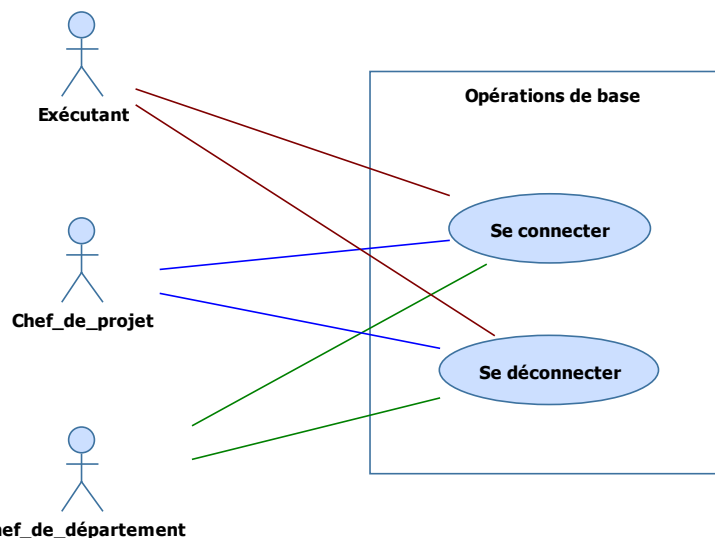 Opérations de base
Exécutant
Se connecter
Chef_de_projet
Se déconnecter
hef_de_département